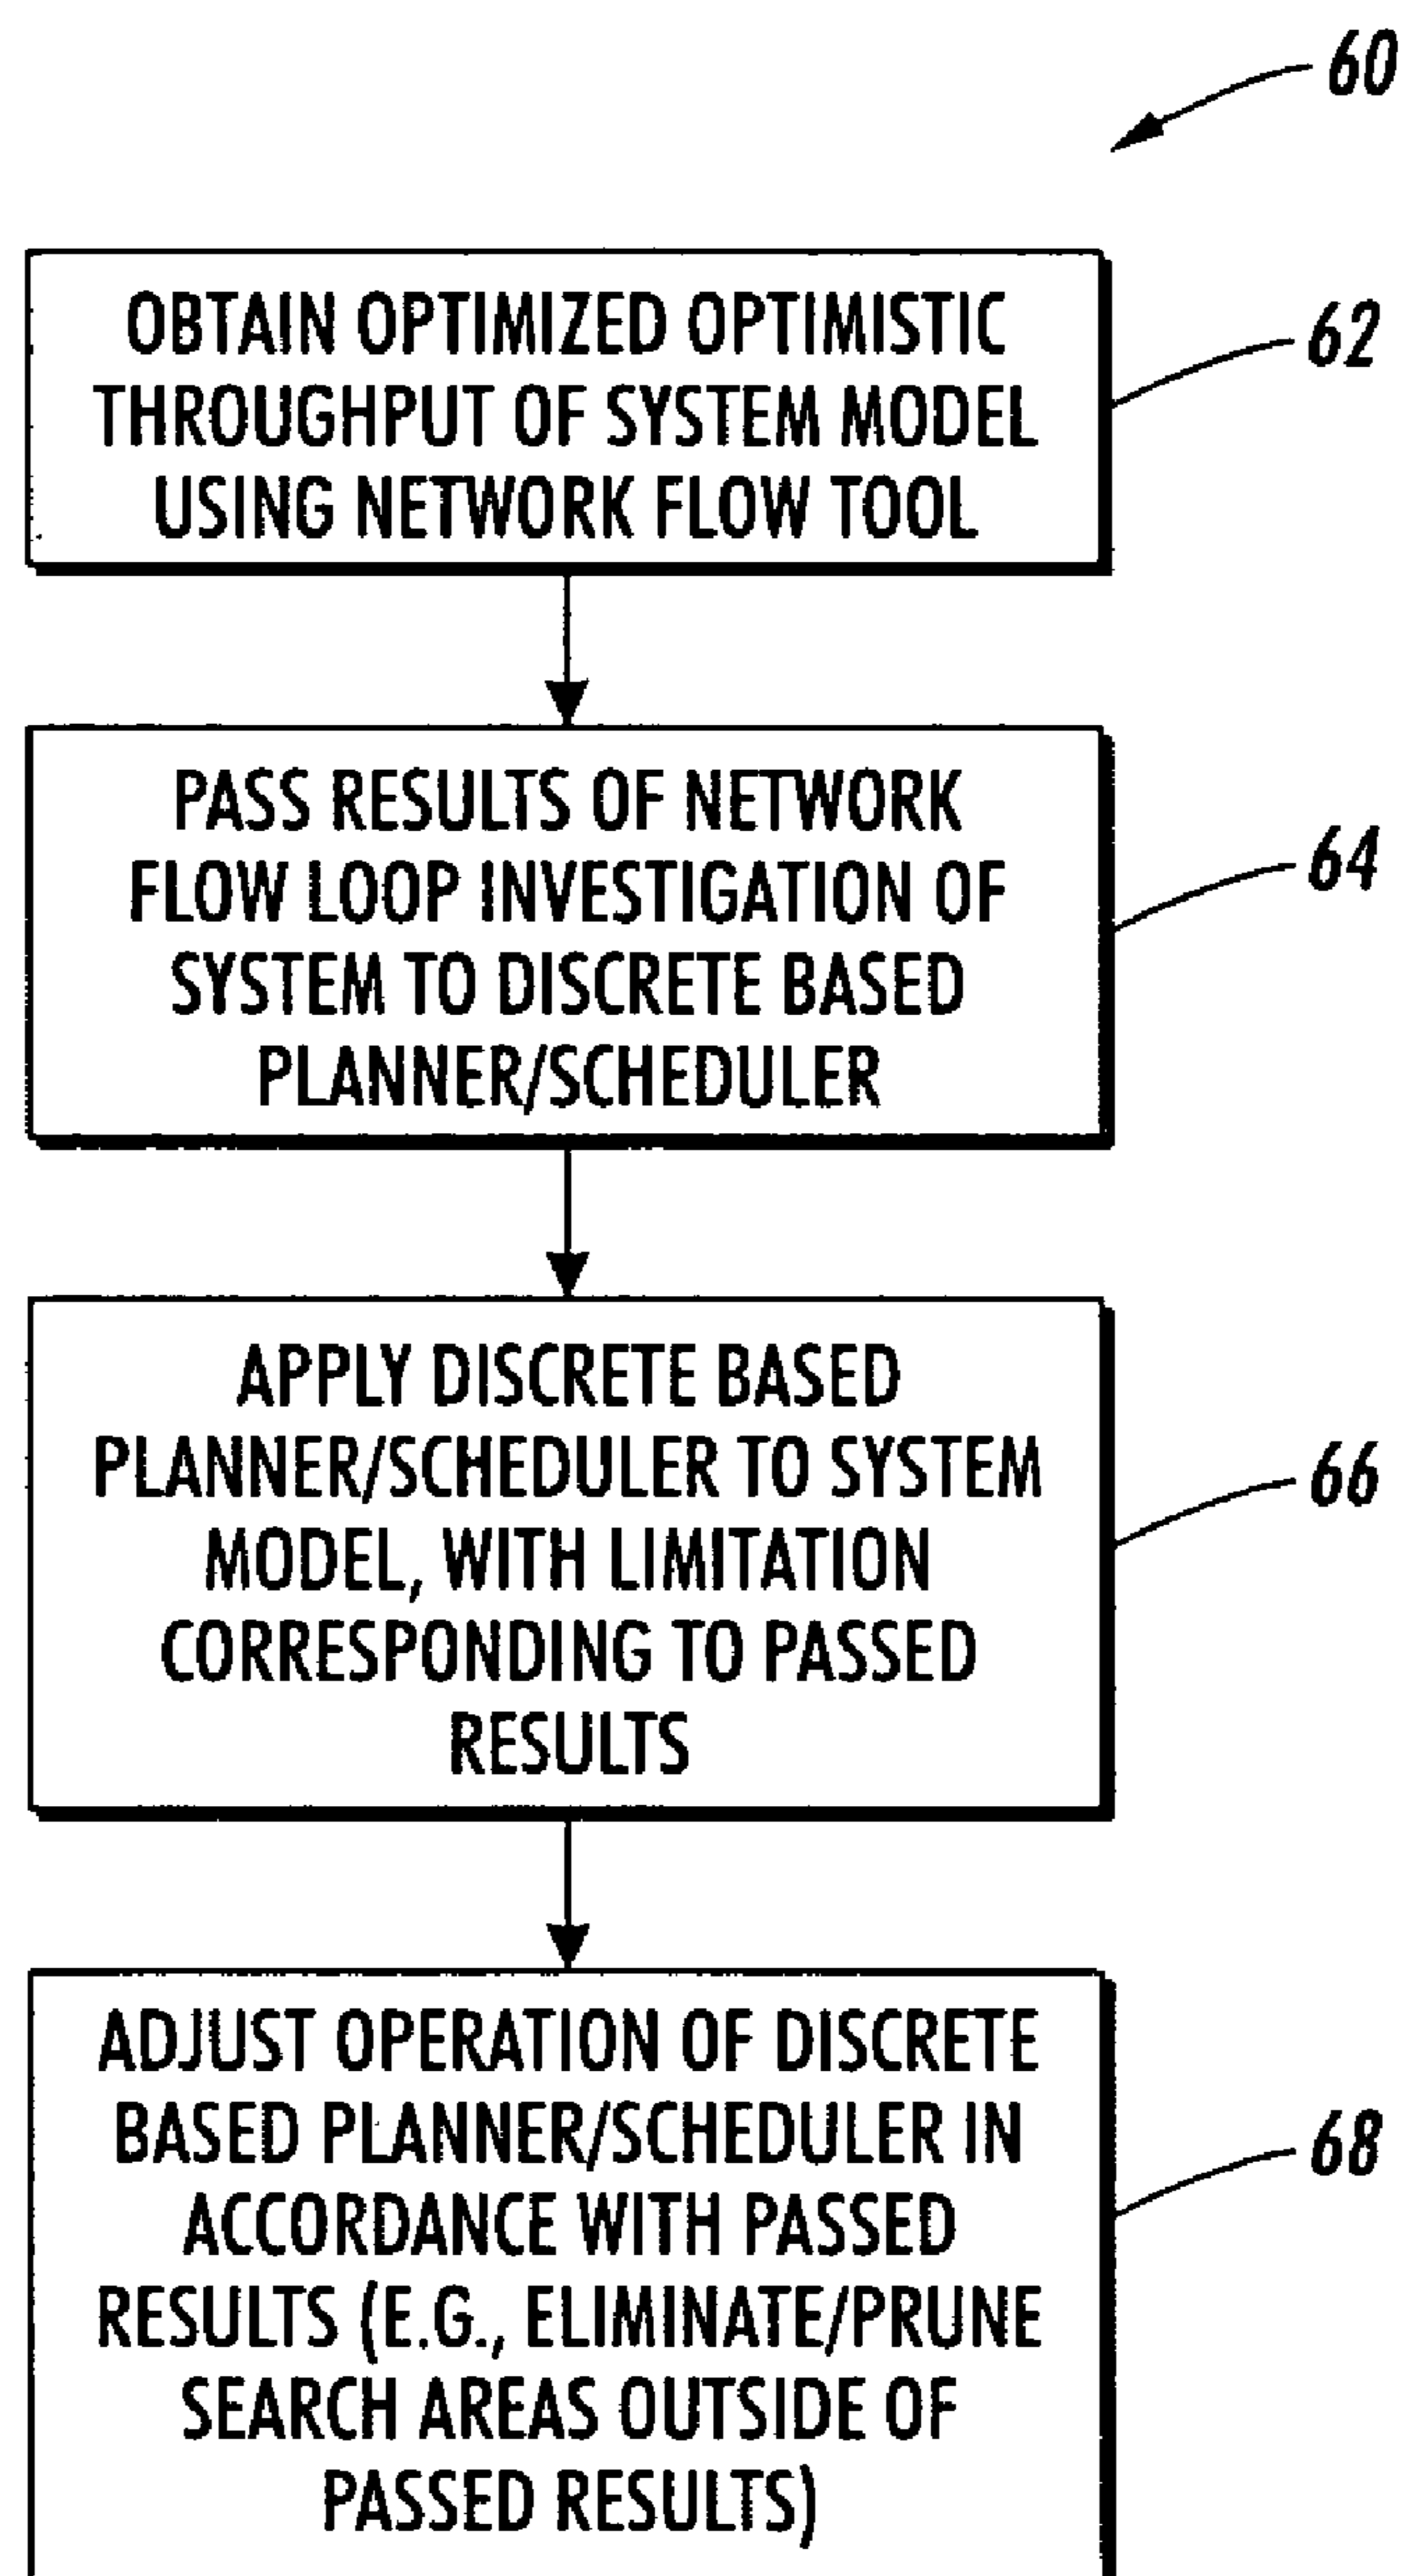 60
OBTAIN OPTIMIZED OPTIMISTIC
THROUGHPUT OF SYSTEM MODEL
USING NETWORK FLOW TOOL
62
PASS RESULTS OF NETWORK
FLOW LOOP INVESTIGATION OF
SYSTEM TO DISCRETE BASED
PLANNER/SCHEDULER
64
APPLY DISCRETE BASED
PLANNER/SCHEDULER TO SYSTEM
MODEL, WITH LIMITATION
CORRESPONDING TO PASSED
RESULTS
66
ADJUST OPERATION OF DISCRETE
BASED PLANNER/SCHEDULER IN
ACCORDANCE WITH PASSED
RESULTS (E.G., ELIMINATE/PRUNE
SEARCH AREAS OUTSIDE OF
PASSED RESULTS)
68